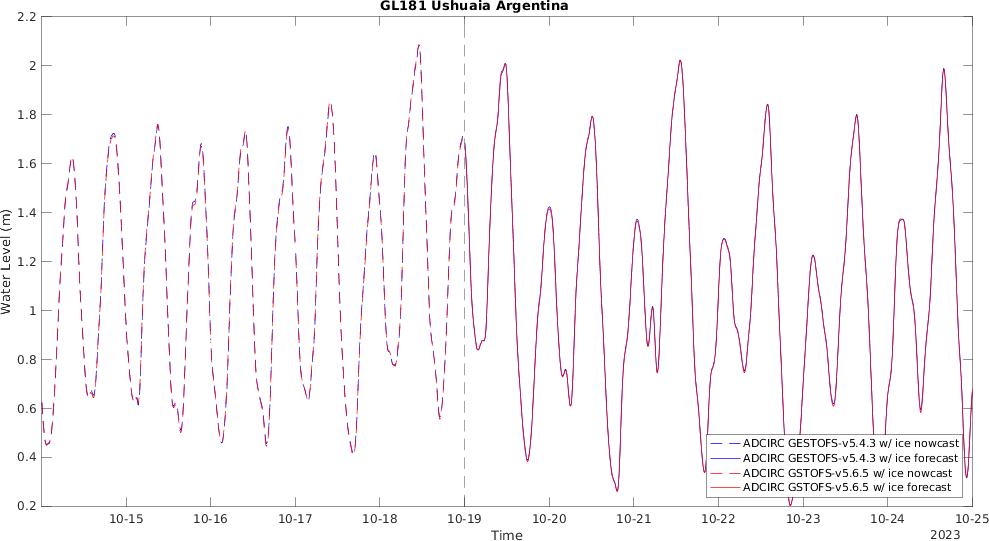 GL181 Ushuaia Argentina
2.2
2
1.8
1.6
1.4
1.2
1
0.8
0.6
0.4
0.2
Water Level (m)
ADCIRC GESTOFS-v5.4.3 w/ ice nowcast
ADCIRC GESTOFS-v5.4.3 w/ ice forecast
ADCIRC GSTOFS-v5.6.5 w/ ice nowcast
ADCIRC GSTOFS-v5.6.5 w/ ice forecast
10-15 10-16 10-17 10-18 10-19 10-20 10-21 10-22 10-23 10-24 10-25
Time
2023